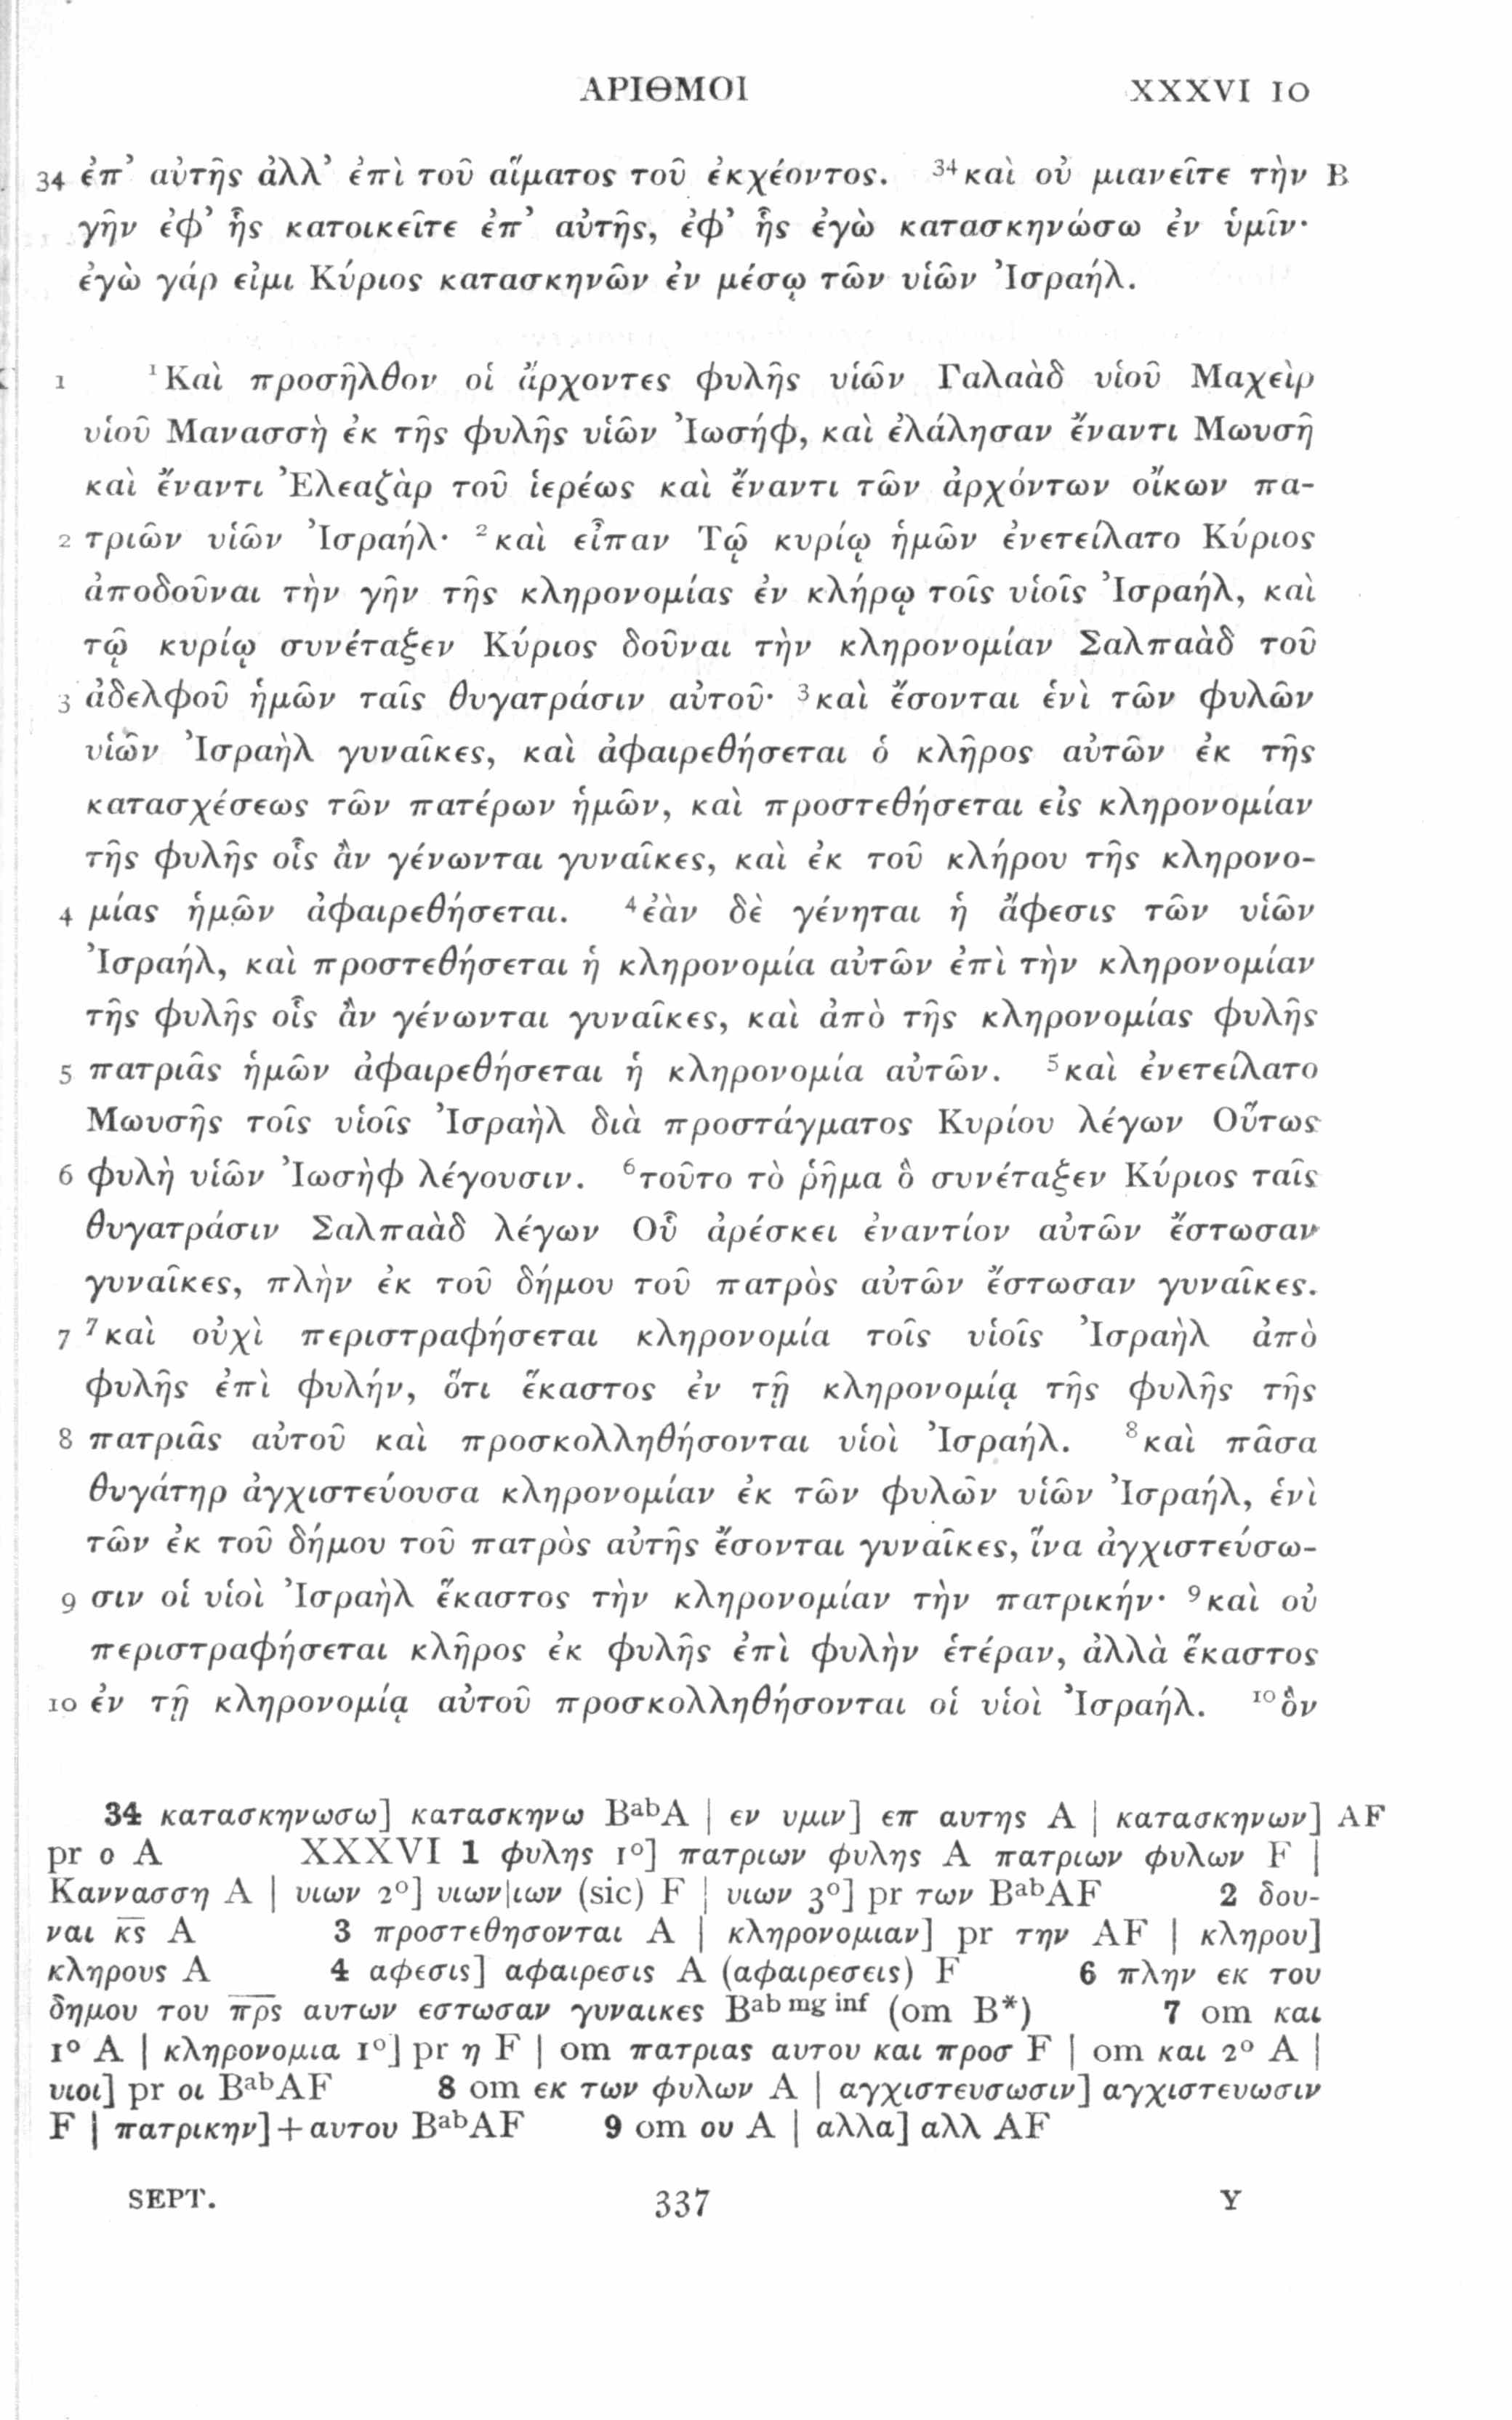 ΑΡΙΘΜΟΙ XXXVI 10
34 ἐπ᾽ αὐτῆς ἀλλ᾽ ἐπὶ τοῦ αἵματος τοῦ ἐκχέοντος. ³⁴καὶ οὐ μιανεῖτε τὴν B
γῆν ἐφ᾽ ἧς κατοικεῖτε ἐπ᾽ αὐτῆς, ἐφ᾽ ἧς ἐγὼ κατασκηνώσω ἐν ὑμῖν·
ἐγὼ γάρ εἰμι Κύριος κατασκηνῶν ἐν μέσῳ τῶν υἱῶν Ἰσραήλ.
1 ¹Καὶ προσῆλθον οἱ ἄρχοντες φυλῆς υἱῶν Γαλαὰδ υἱοῦ Μαχεὶρ
υἱοῦ Μανασσὴ ἐκ τῆς φυλῆς υἱῶν Ἰωσήφ, καὶ ἐλάλησαν ἔναντι Μωυσῆ
καὶ ἔναντι Ἐλεαζὰρ τοῦ ἱερέως καὶ ἔναντι τῶν ἀρχόντων οἴκων πα-
2 τριῶν υἱῶν Ἰσραήλ· ²καὶ εἶπαν Τῷ κυρίῳ ἡμῶν ἐνετείλατο Κύριος
ἀποδοῦναι τὴν γῆν τῆς κληρονομίας ἐν κλήρῳ τοῖς υἱοῖς Ἰσραήλ, καὶ
τῷ κυρίῳ συνέταξεν Κύριος δοῦναι τὴν κληρονομίαν Σαλπαὰδ τοῦ
3 ἀδελφοῦ ἡμῶν ταῖς θυγατράσιν αὐτοῦ· ³καὶ ἔσονται ἑνὶ τῶν φυλῶν
υἱῶν Ἰσραὴλ γυναῖκες, καὶ ἀφαιρεθήσεται ὁ κλῆρος αὐτῶν ἐκ τῆς
κατασχέσεως τῶν πατέρων ἡμῶν, καὶ προστεθήσεται εἰς κληρονομίαν
τῆς φυλῆς οἷς ἂν γένωνται γυναῖκες, καὶ ἐκ τοῦ κλήρου τῆς κληρονο-
4 μίας ἡμῶν ἀφαιρεθήσεται. ⁴ἐὰν δὲ γένηται ἡ ἄφεσις τῶν υἱῶν
Ἰσραήλ, καὶ προστεθήσεται ἡ κληρονομία αὐτῶν ἐπὶ τὴν κληρονομίαν
τῆς φυλῆς οἷς ἂν γένωνται γυναῖκες, καὶ ἀπὸ τῆς κληρονομίας φυλῆς
5 πατριᾶς ἡμῶν ἀφαιρεθήσεται ἡ κληρονομία αὐτῶν. ⁵καὶ ἐνετείλατο
Μωυσῆς τοῖς υἱοῖς Ἰσραὴλ διὰ προστάγματος Κυρίου λέγων Οὕτως
6 φυλὴ υἱῶν Ἰωσὴφ λέγουσιν. ⁶τοῦτο τὸ ῥῆμα ὃ συνέταξεν Κύριος ταῖς
θυγατράσιν Σαλπαὰδ λέγων Οὗ ἀρέσκει ἐναντίον αὐτῶν ἔστωσαν
γυναῖκες, πλὴν ἐκ τοῦ δήμου τοῦ πατρὸς αὐτῶν ἔστωσαν γυναῖκες.
7 ⁷καὶ οὐχὶ περιστραφήσεται κληρονομία τοῖς υἱοῖς Ἰσραὴλ ἀπὸ
φυλῆς ἐπὶ φυλήν, ὅτι ἕκαστος ἐν τῇ κληρονομίᾳ τῆς φυλῆς τῆς
8 πατριᾶς αὐτοῦ καὶ προσκολληθήσονται υἱοὶ Ἰσραήλ. ⁸καὶ πᾶσα
θυγάτηρ ἀγχιστεύουσα κληρονομίαν ἐκ τῶν φυλῶν υἱῶν Ἰσραήλ, ἑνὶ
τῶν ἐκ τοῦ δήμου τοῦ πατρὸς αὐτῆς ἔσονται γυναῖκες, ἵνα ἀγχιστεύσω-
9 σιν οἱ υἱοὶ Ἰσραὴλ ἕκαστος τὴν κληρονομίαν τὴν πατρικήν· ⁹καὶ οὐ
περιστραφήσεται κλῆρος ἐκ φυλῆς ἐπὶ φυλὴν ἑτέραν, ἀλλὰ ἕκαστος
10 ἐν τῇ κληρονομίᾳ αὐτοῦ προσκολληθήσονται οἱ υἱοὶ Ἰσραήλ. ¹⁰ὃν
34 κατασκηνωσω] κατασκηνω BᵃᵇA | εν υμιν] επ αυτης A | κατασκηνων] AF
pr ο A XXXVI 1 φυλης 1°] πατριων φυλης A πατριων φυλων F |
Καννασση A | υιων 2°] υιων|ιων (sic) F | υιων 3°] pr των BᵃᵇAF 2 δου-
ναι κ̅ς̅ A 3 προστεθησονται A | κληρονομιαν] pr την AF | κληρου]
κληρους A 4 αφεσις] αφαιρεσις A (αφαιρεσεις) F 6 πλην εκ του
δημου του π̅ρ̅ς̅ αυτων εστωσαν γυναικες Bᵃᵇ ᵐᵍ ⁱⁿᶠ (om B*) 7 om και
1° A | κληρονομια 1°] pr η F | om πατριας αυτου και προσ F | om και 2° A |
υιοι] pr οι BᵃᵇAF 8 om εκ των φυλων A | αγχιστευσωσιν] αγχιστευωσιν
F | πατρικην]+αυτου BᵃᵇAF 9 om ου A | αλλα] αλλ AF
SEPT. 337 Y